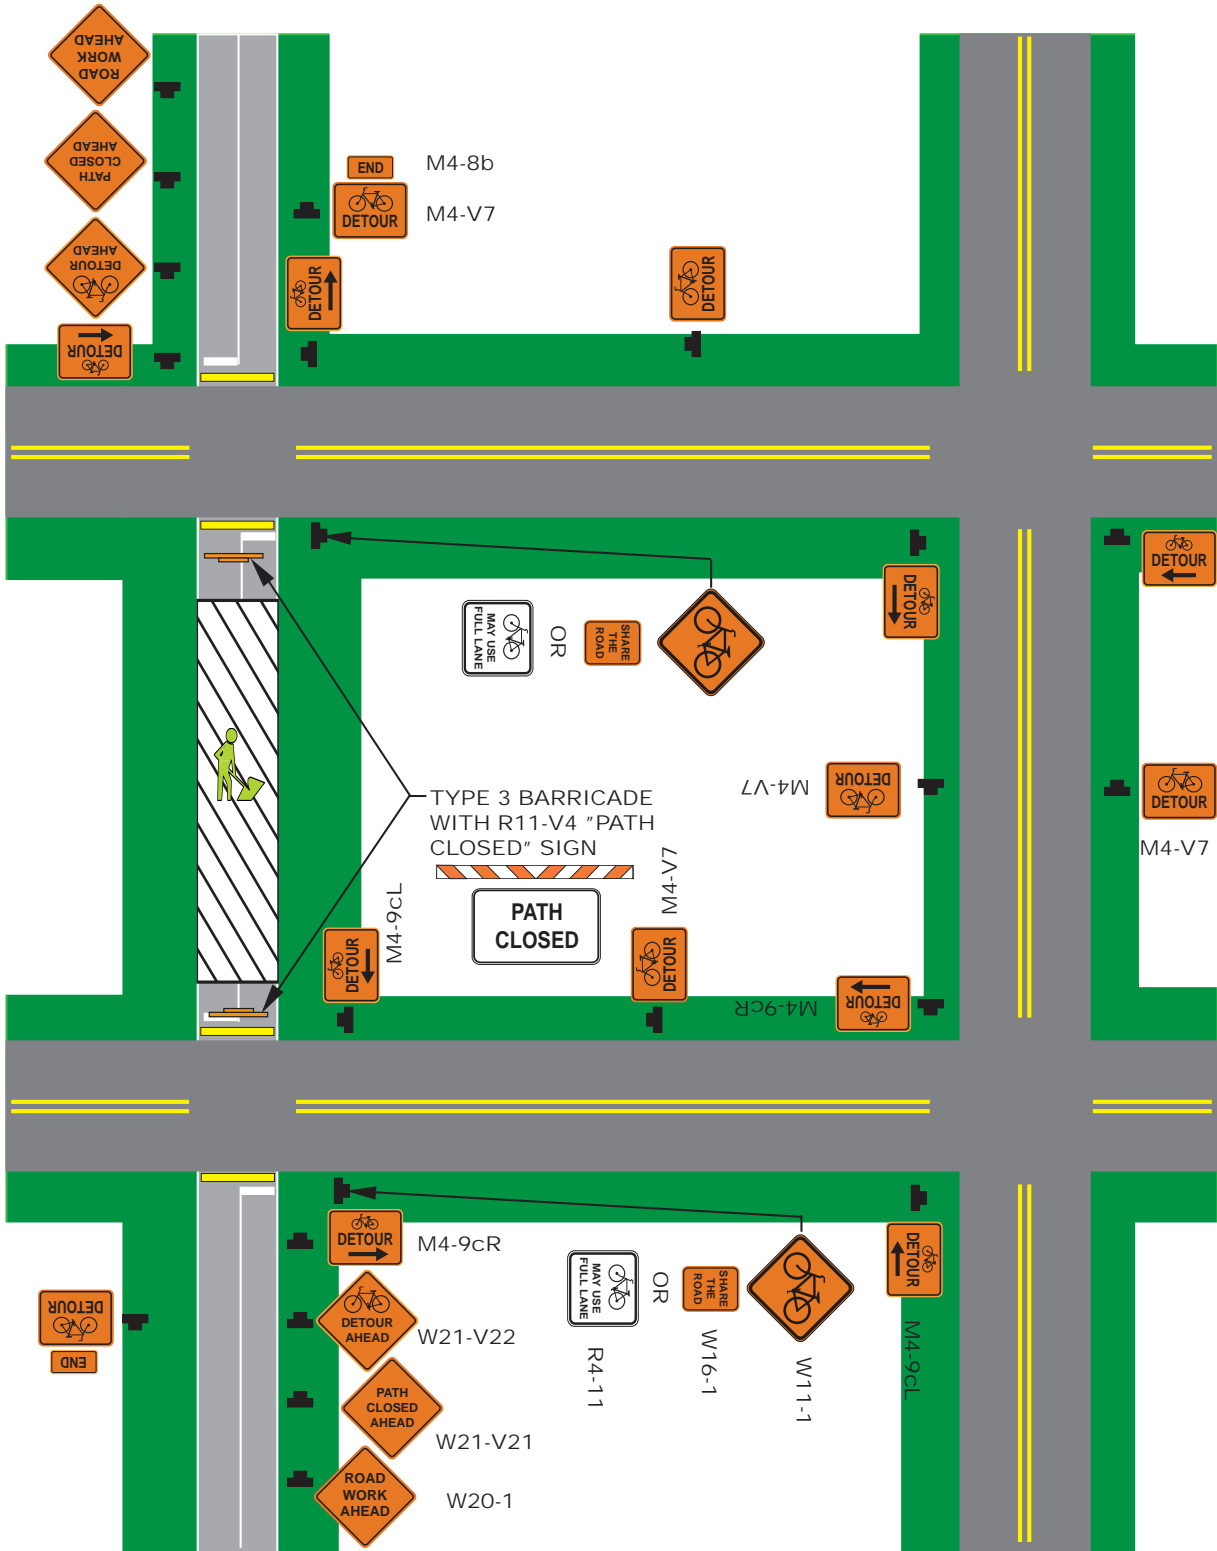 ROAD
WORK
AHEAD
PATH
CLOSED
AHEAD
DETOUR
AHEAD
DETOUR
END
M4-8b
DETOUR
M4-V7
DETOUR
DETOUR
DETOUR
DETOUR
MAY USE
FULL LANE
OR
SHARE
THE
ROAD
DETOUR
M4-V7
DETOUR
M4-V7
TYPE 3 BARRICADE
WITH R11-V4 "PATH
CLOSED" SIGN
PATH
CLOSED
DETOUR
M4-9cL
DETOUR
M4-V7
DETOUR
M4-9cR
DETOUR
M4-9cR
DETOUR
AHEAD
W21-V22
PATH
CLOSED
AHEAD
W21-V21
ROAD
WORK
AHEAD
W20-1
MAY USE
FULL LANE
R4-11
OR
SHARE
THE
ROAD
W16-1
W11-1
DETOUR
M4-9cL
DETOUR
END